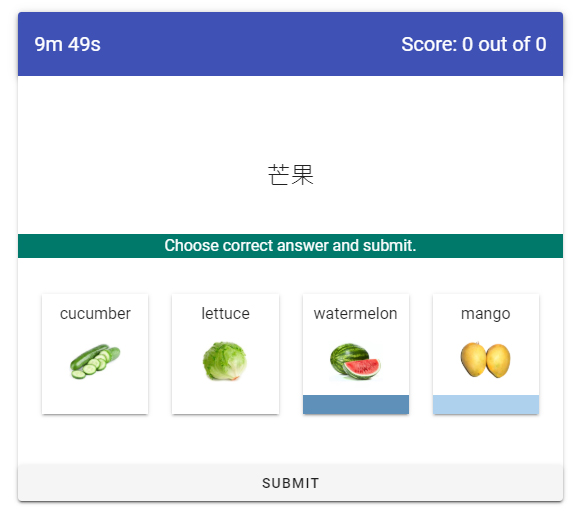 9m 49s Score: 0 out of 0
芒果
Choose correct answer and submit.
cucumber lettuce watermelon mango
SUBMIT